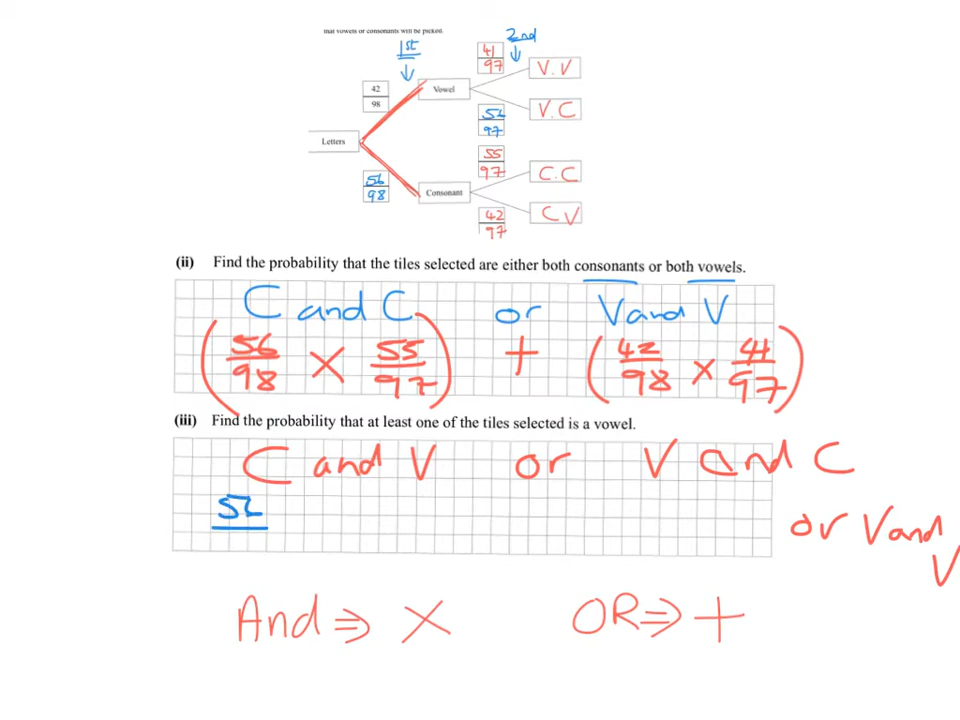 that vowels or consonants will be picked.
1st
2nd
42
98
Vowel
41
97
V.V
56
97
V.C
Letters
55
97
C.C
56
98
Consonant
42
97
CV
(ii) Find the probability that the tiles selected are either both consonants or both vowels.
C and C or V and V
(56/98 × 55/97) + (42/98 × 41/97)
(iii) Find the probability that at least one of the tiles selected is a vowel.
C and V or V and C
or V and V
And ⇒ × OR ⇒ +